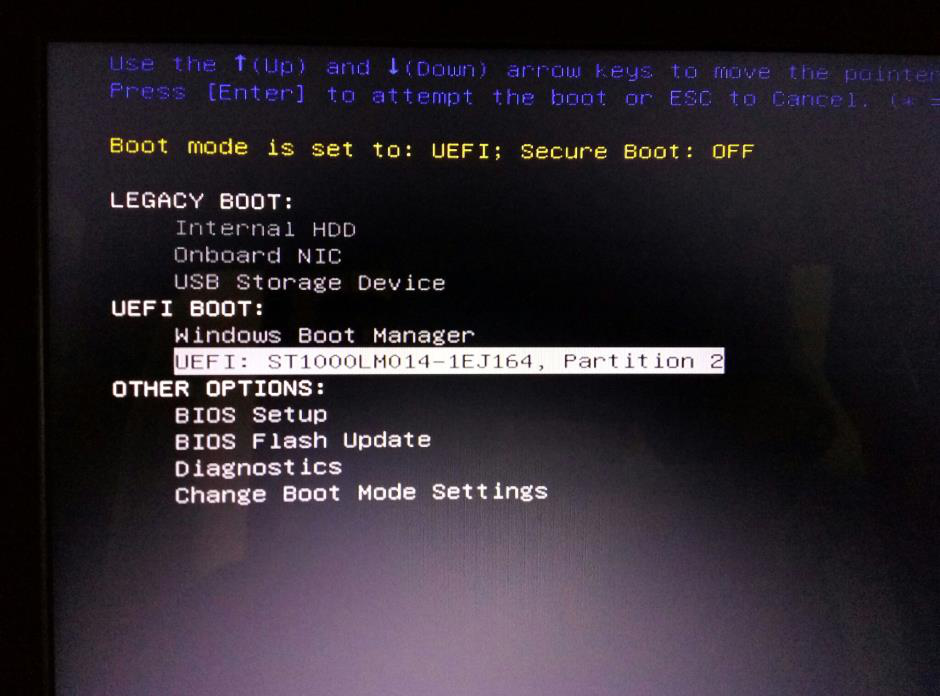 Use the ↑(Up) and ↓(Down) arrow keys to move the pointer
Press [Enter] to attempt the boot or ESC to Cancel. (* =
Boot mode is set to: UEFI; Secure Boot: OFF
LEGACY BOOT:
Internal HDD
Onboard NIC
USB Storage Device
UEFI BOOT:
Windows Boot Manager
UEFI: ST1000LM014-1EJ164, Partition 2
OTHER OPTIONS:
BIOS Setup
BIOS Flash Update
Diagnostics
Change Boot Mode Settings